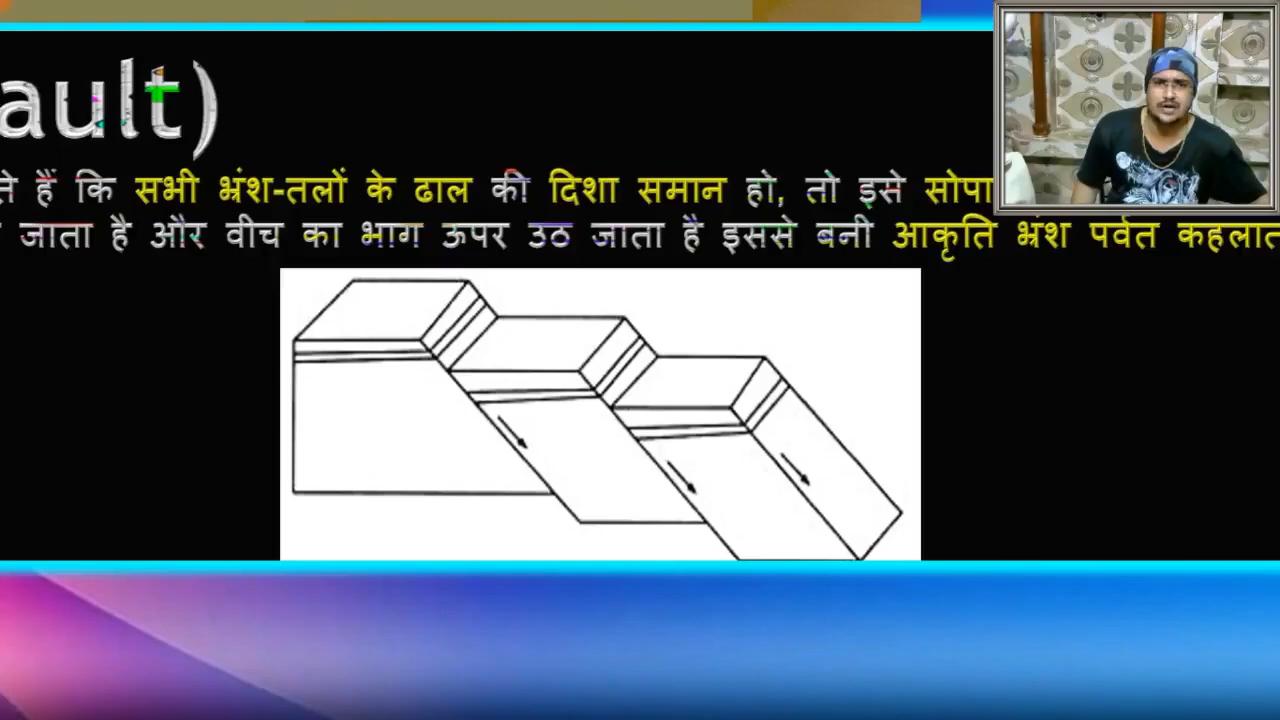 ault)
ते हैं कि सभी भ्रंश-तलों के ढाल की दिशा समान हो, तो इसे सोपा
जाता है और वीच का भाग ऊपर उठ जाता है इससे बनी आकृति भ्रंश पर्वत कहलात